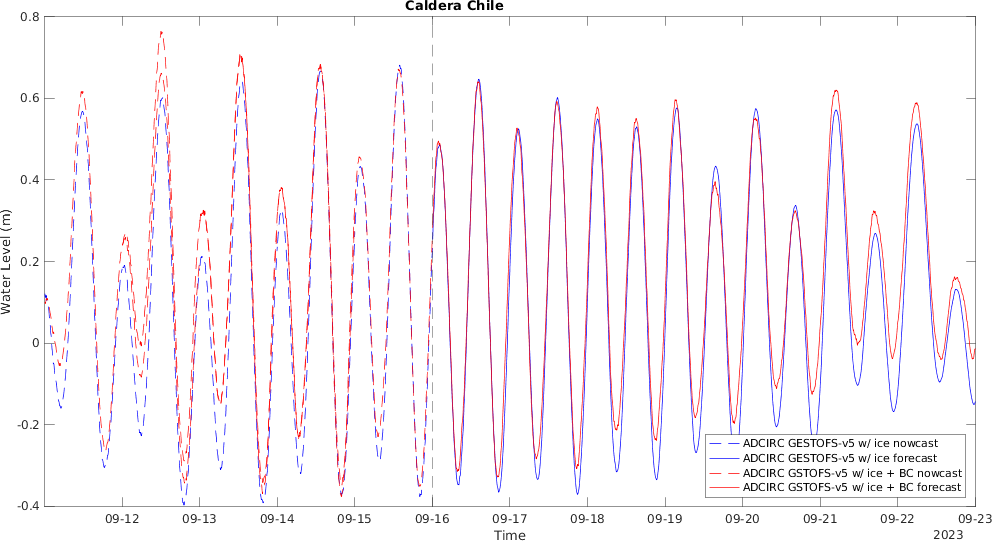 Caldera Chile
0.8
0.6
0.4
0.2
0
-0.2
-0.4
Water Level (m)
ADCIRC GESTOFS-v5 w/ ice nowcast
ADCIRC GESTOFS-v5 w/ ice forecast
ADCIRC GSTOFS-v5 w/ ice + BC nowcast
ADCIRC GSTOFS-v5 w/ ice + BC forecast
09-12 09-13 09-14 09-15 09-16 09-17 09-18 09-19 09-20 09-21 09-22 09-23
Time 2023